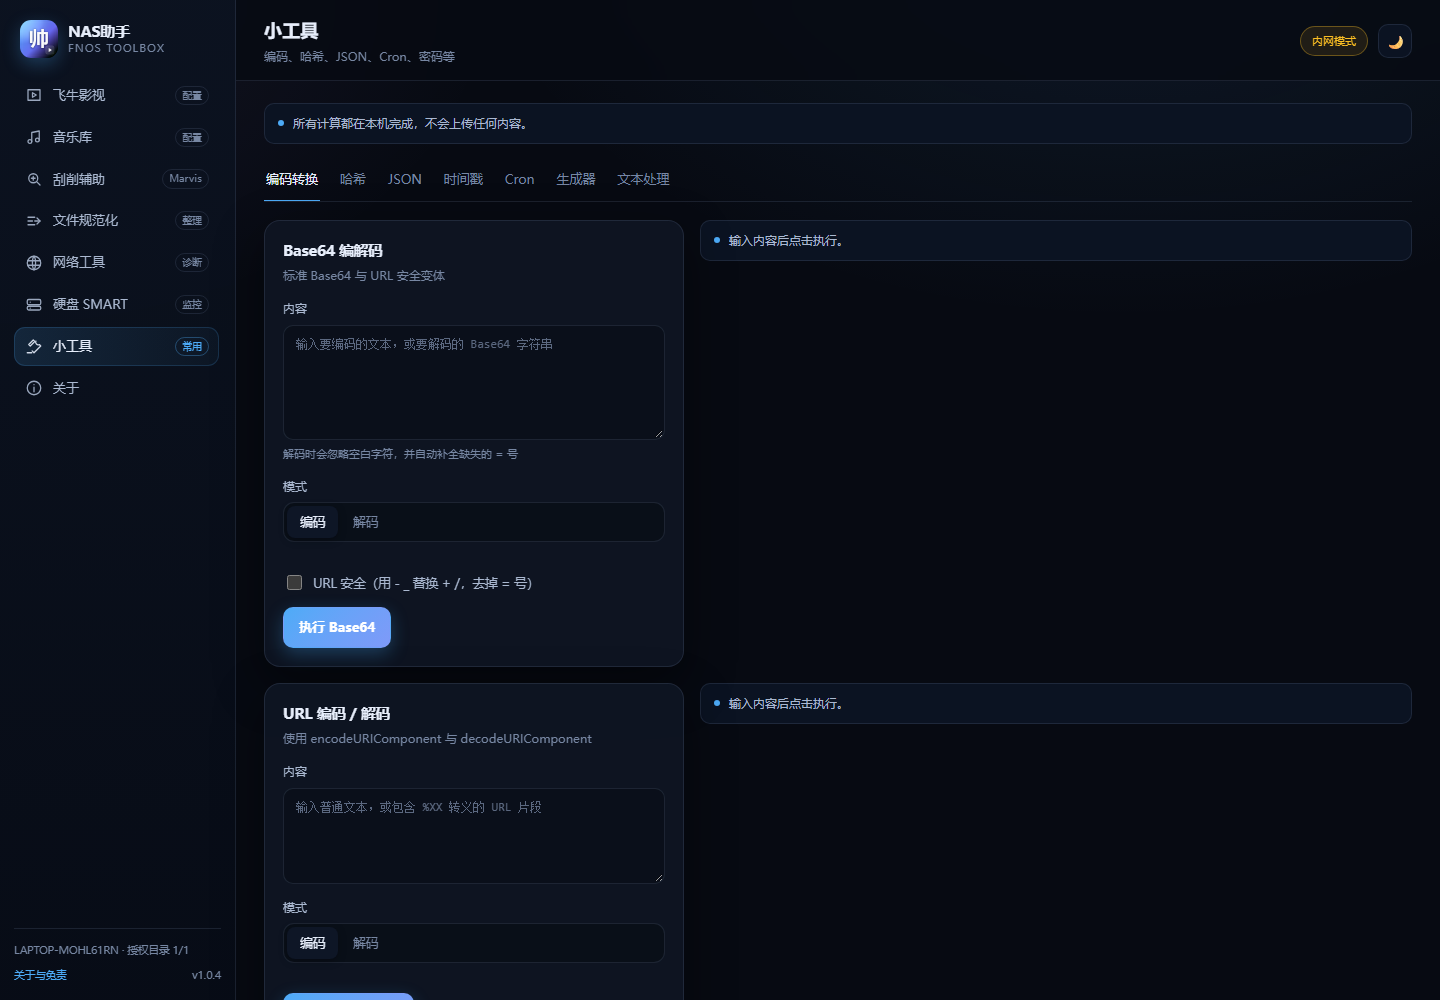 帅
NAS助手
FNOS TOOLBOX
飞牛影视 配置
音乐库 配置
刮削辅助 Marvis
文件规范化 整理
网络工具 诊断
硬盘 SMART 监控
小工具 常用
关于
LAPTOP-MOHL61RN · 授权目录 1/1
关于与免责 v1.0.4
小工具
编码、哈希、JSON、Cron、密码等
内网模式
所有计算都在本机完成，不会上传任何内容。
编码转换 哈希 JSON 时间戳 Cron 生成器 文本处理
Base64 编解码
标准 Base64 与 URL 安全变体
内容
输入要编码的文本，或要解码的 Base64 字符串
解码时会忽略空白字符，并自动补全缺失的 = 号
模式
编码 解码
URL 安全（用 - _ 替换 + /，去掉 = 号）
执行 Base64
输入内容后点击执行。
URL 编码 / 解码
使用 encodeURIComponent 与 decodeURIComponent
内容
输入普通文本，或包含 %XX 转义的 URL 片段
模式
编码 解码
输入内容后点击执行。